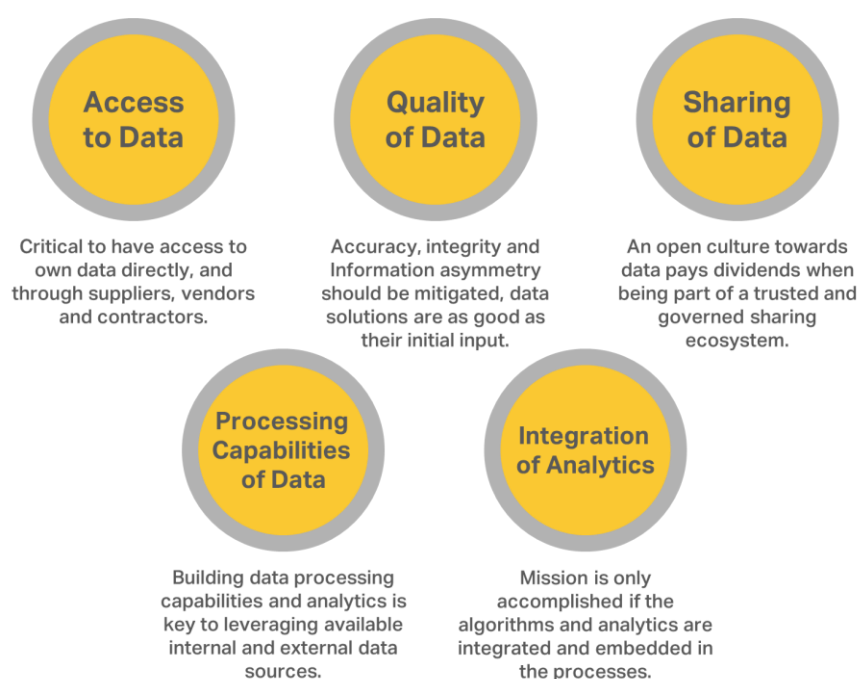 Access
to Data
Critical to have access to
own data directly, and
through suppliers, vendors
and contractors.
Quality
of Data
Accuracy, integrity and
Information asymmetry
should be mitigated, data
solutions are as good as
their initial input.
Sharing
of Data
An open culture towards
data pays dividends when
being part of a trusted and
governed sharing
ecosystem.
Processing
Capabilities
of Data
Building data processing
capabilities and analytics is
key to leveraging available
internal and external data
sources.
Integration
of Analytics
Mission is only
accomplished if the
algorithms and analytics are
integrated and embedded in
the processes.